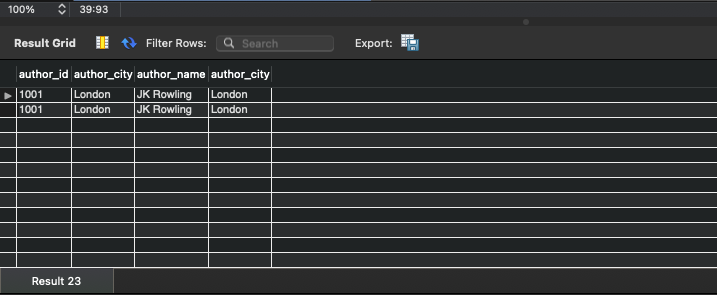 100% 39:93
Result Grid Filter Rows: Search Export:
author_id author_city author_name author_city
1001 London JK Rowling London
1001 London JK Rowling London
Result 23